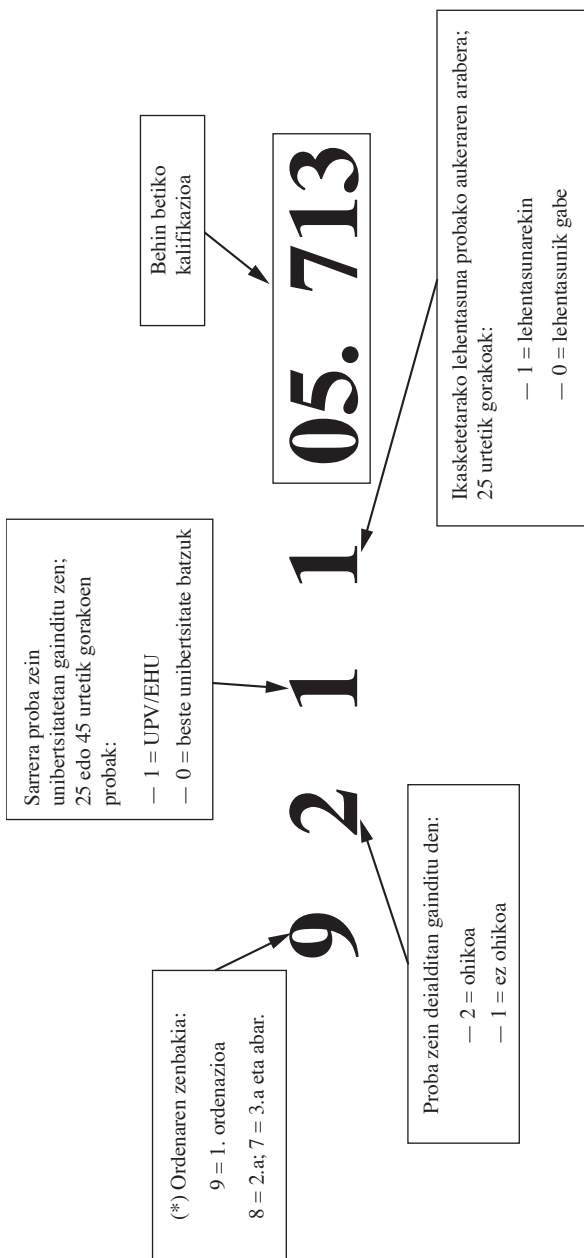 (*) Ordenaren zenbakia:
9 = 1. ordenazioa
8 = 2.a; 7 = 3.a eta abar.
Sarrera proba zein
unibertsitatetan gainditu zen;
25 edo 45 urtetik gorakoen
probak:
— 1 = UPV/EHU
— 0 = beste unibertsitate batzuk
Behin betiko
kalifikazioa
9 2 1 1 05. 713
Proba zein deialditan gainditu den:
— 2 = ohikoa
— 1 = ez ohikoa
Ikasketetarako lehentasuna probako aukeraren arabera;
25 urtetik gorakoak:
— 1 = lehentasunarekin
— 0 = lehentasunik gabe